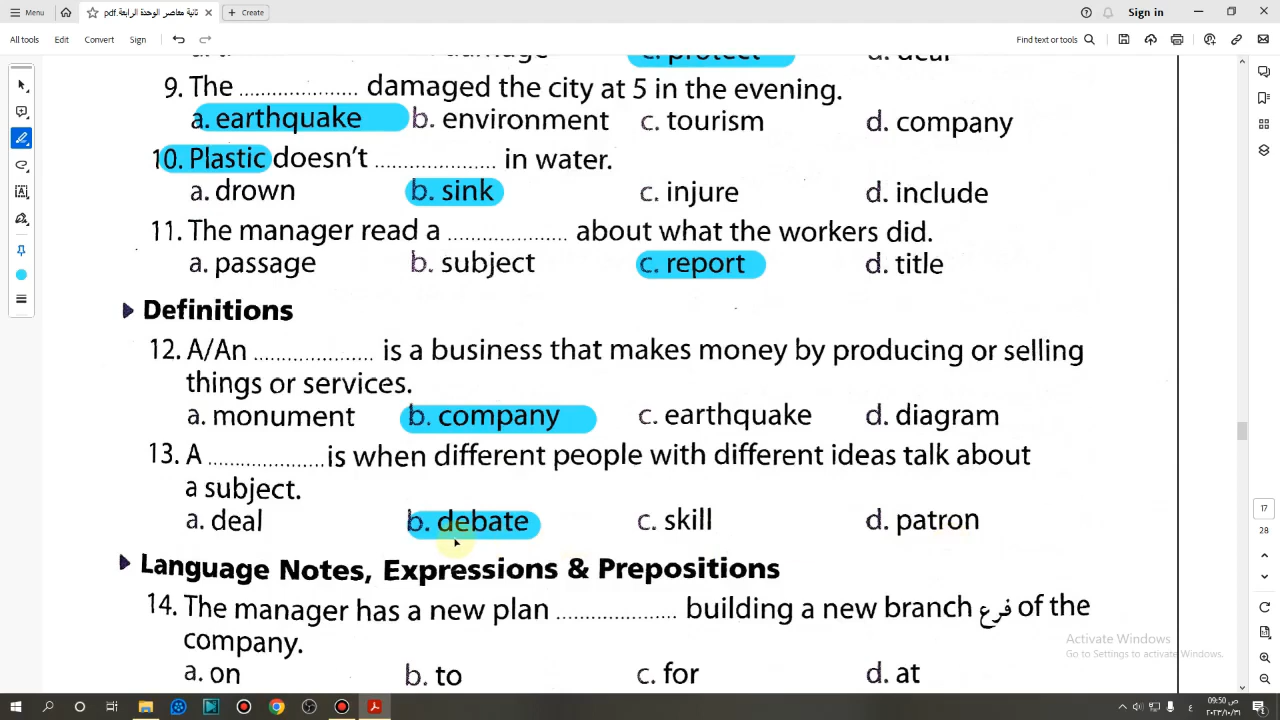 Menu ثانية معاصر الوحدة الرابعة.pdf Create Sign in
All tools Edit Convert Sign Find text or tools
c. protect
9. The .................... damaged the city at 5 in the evening.
a. earthquake b. environment c. tourism d. company
10. Plastic doesn't .................... in water.
a. drown b. sink c. injure d. include
11. The manager read a .................... about what the workers did.
a. passage b. subject c. report d. title
Definitions
12. A/An .................... is a business that makes money by producing or selling
things or services.
a. monument b. company c. earthquake d. diagram
13. A .................... is when different people with different ideas talk about
a subject.
a. deal b. debate c. skill d. patron
Language Notes, Expressions & Prepositions
14. The manager has a new plan .................... building a new branch فرع of the
company.
a. on b. to c. for d. at
17
28
Activate Windows
Go to Settings to activate Windows.
09:50 ص
٢٠٢٣/١٠/٣١
ع